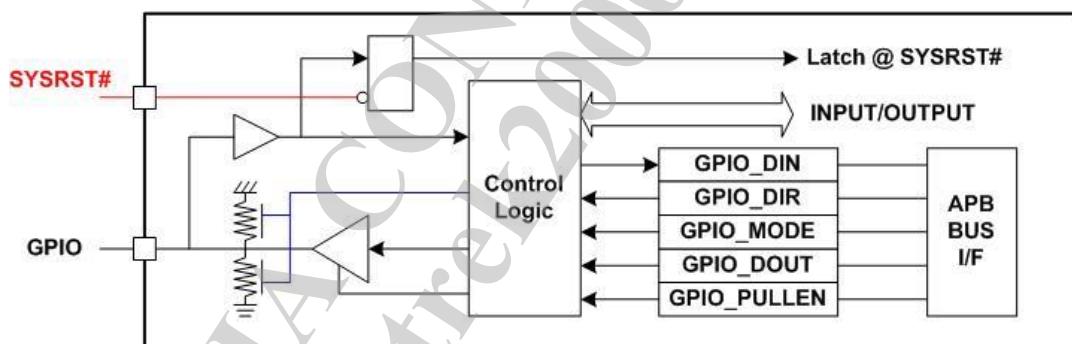 SYSRST#
Latch @ SYSRST#
INPUT/OUTPUT
GPIO
Control
Logic
GPIO_DIN
GPIO_DIR
GPIO_MODE
GPIO_DOUT
GPIO_PULLEN
APB
BUS
I/F